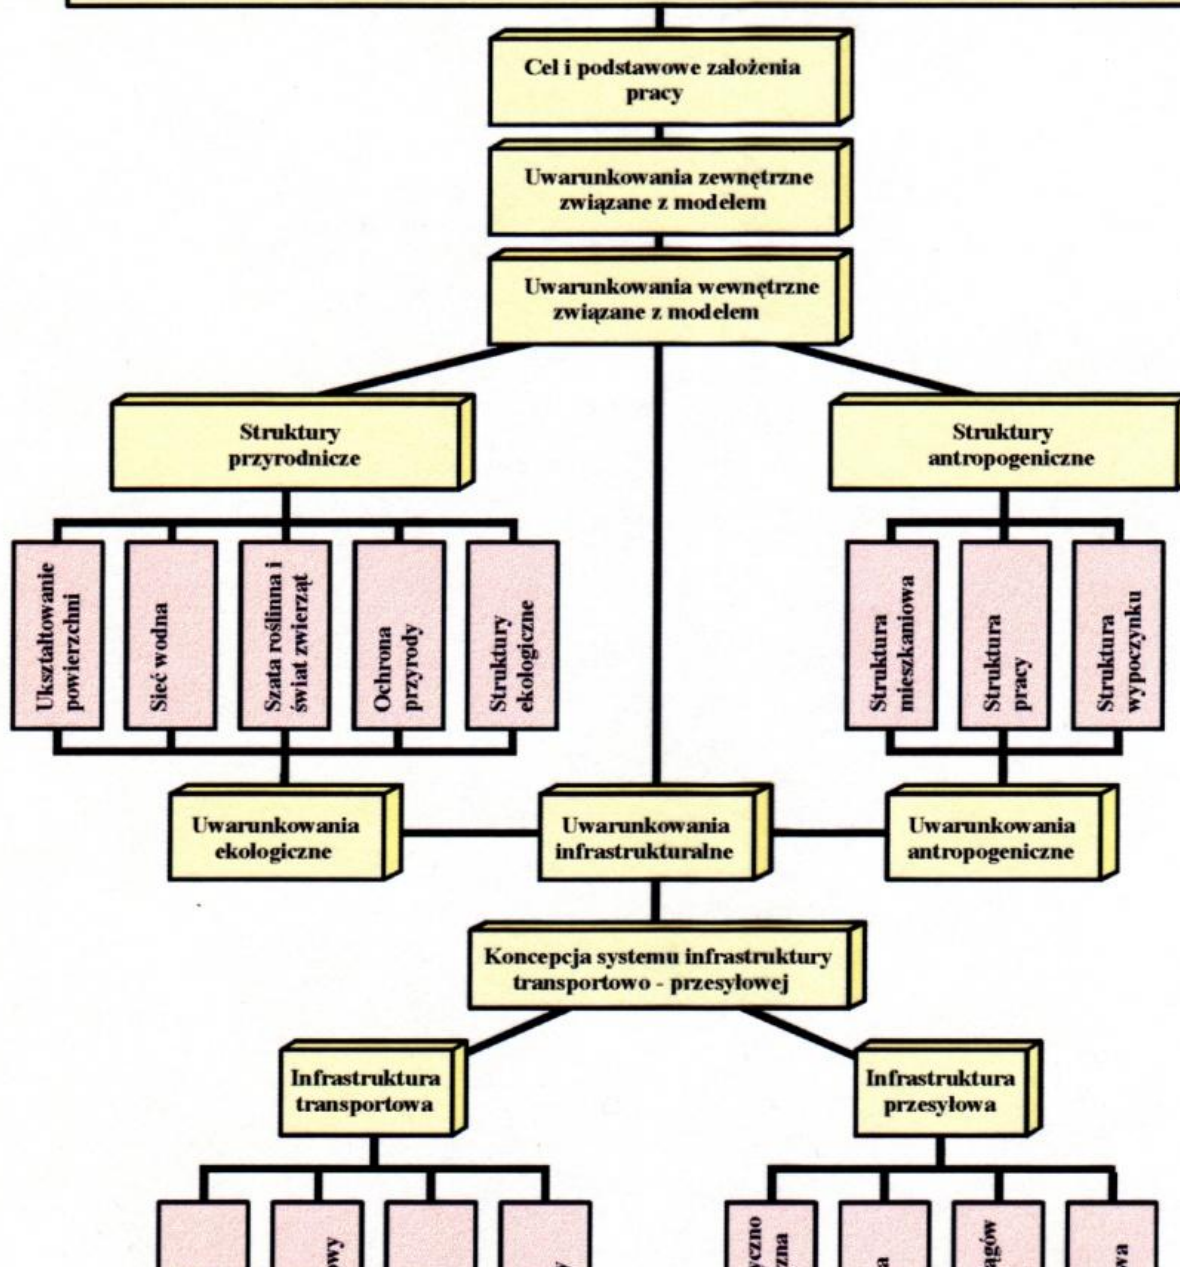 Cel i podstawowe założenia
pracy
Uwarunkowania zewnętrzne
związane z modelem
Uwarunkowania wewnętrzne
związane z modelem
Struktury
przyrodnicze
Struktury
antropogeniczne
Ukształtowanie
powierzchni
Sieć wodna
Szata roślinna i
świat zwierząt
Ochrona
przyrody
Struktury
ekologiczne
Struktura
mieszkaniowa
Struktura
pracy
Struktura
wypoczynku
Uwarunkowania
ekologiczne
Uwarunkowania
infrastrukturalne
Uwarunkowania
antropogeniczne
Koncepcja systemu infrastruktury
transportowo - przesyłowej
Infrastruktura
transportowa
Infrastruktura
przesyłowa